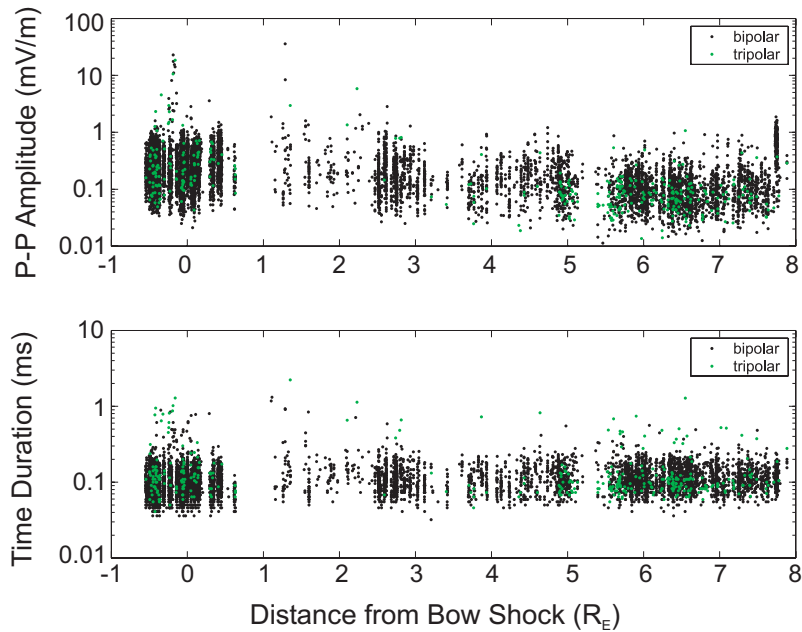 P-P Amplitude (mV/m)
100
10
1
0.1
0.01
bipolar
tripolar
-1 0 1 2 3 4 5 6 7 8
Time Duration (ms)
10
1
0.1
0.01
bipolar
tripolar
-1 0 1 2 3 4 5 6 7 8
Distance from Bow Shock (R_E)